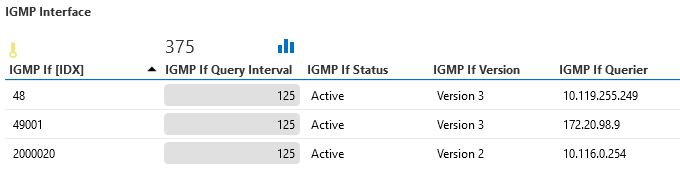 IGMP Interface
375
IGMP If [IDX] IGMP If Query Interval IGMP If Status IGMP If Version IGMP If Querier
48 125 Active Version 3 10.119.255.249
49001 125 Active Version 3 172.20.98.9
2000020 125 Active Version 2 10.116.0.254